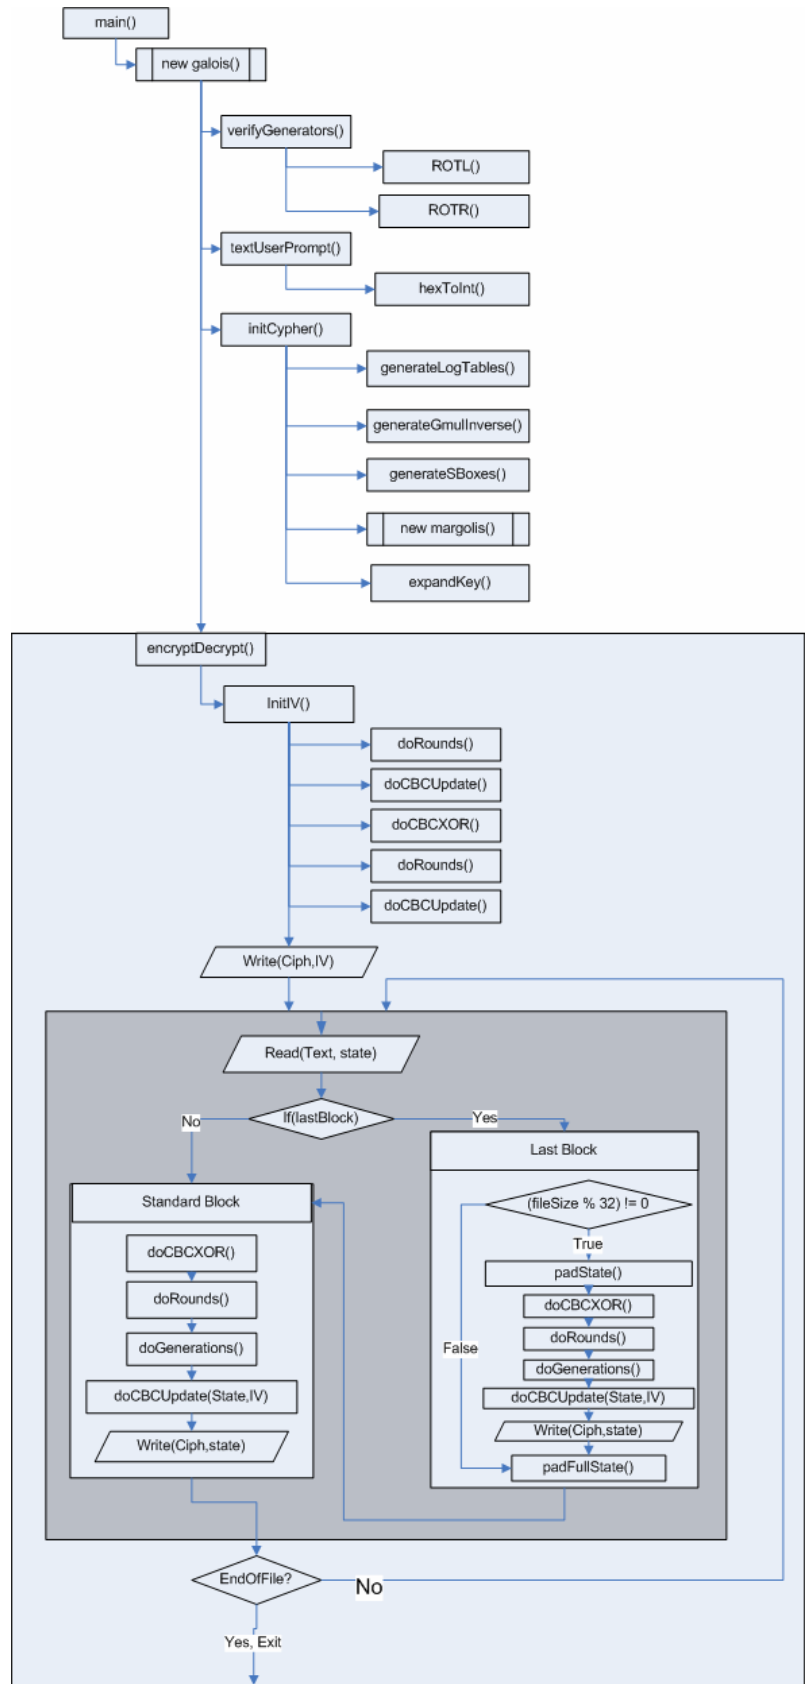 main()
new galois()
verifyGenerators()
ROTL()
ROTR()
textUserPrompt()
hexToInt()
initCypher()
generateLogTables()
generateGmulInverse()
generateSBoxes()
new margolis()
expandKey()
encryptDecrypt()
InitIV()
doRounds()
doCBCUpdate()
doCBCXOR()
doRounds()
doCBCUpdate()
Write(Ciph,IV)
Read(Text, state)
If(lastBlock)
No
Yes
Standard Block
doCBCXOR()
doRounds()
doGenerations()
doCBCUpdate(State,IV)
Write(Ciph,state)
Last Block
(fileSize % 32) != 0
True
padState()
doCBCXOR()
doRounds()
False
doGenerations()
doCBCUpdate(State,IV)
Write(Ciph,state)
padFullState()
EndOfFile?
No
Yes, Exit